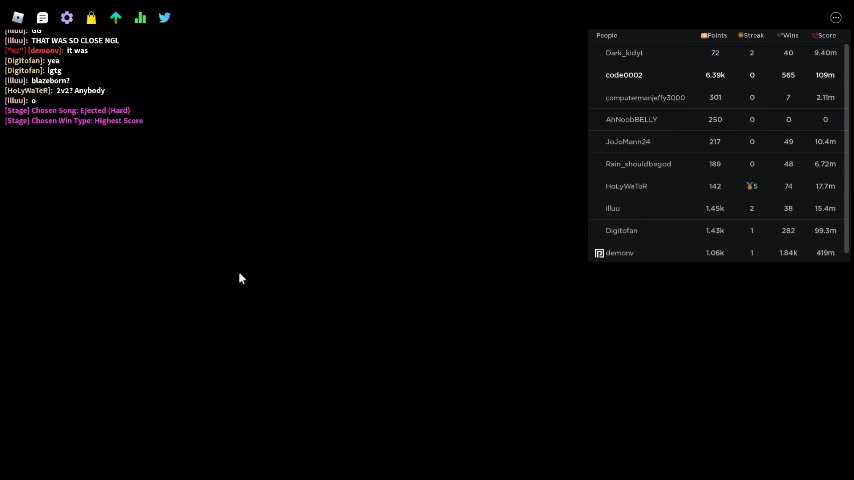 [illuu]: GG
[illuu]: THAT WAS SO CLOSE NGL
["ez"] [demonv]: it was
[Digitofan]: yea
[Digitofan]: igtg
[illuu]: blazeborn?
[HoLyWaTeR]: 2v2? Anybody
[illuu]: o
[Stage] Chosen Song: Ejected (Hard)
[Stage] Chosen Win Type: Highest Score
People Points Streak Wins Score
Dark_kidyt 72 2 40 9.40m
code0002 6.39k 0 565 109m
computermanjeffy3000 301 0 7 2.11m
AhNoobBELLY 250 0 0 0
JoJoMann24 217 0 49 10.4m
Rain_shouldbegod 189 0 48 6.72m
HoLyWaTeR 142 5 74 17.7m
illuu 1.45k 2 38 15.4m
Digitofan 1.43k 1 282 99.3m
demonv 1.06k 1 1.84k 419m